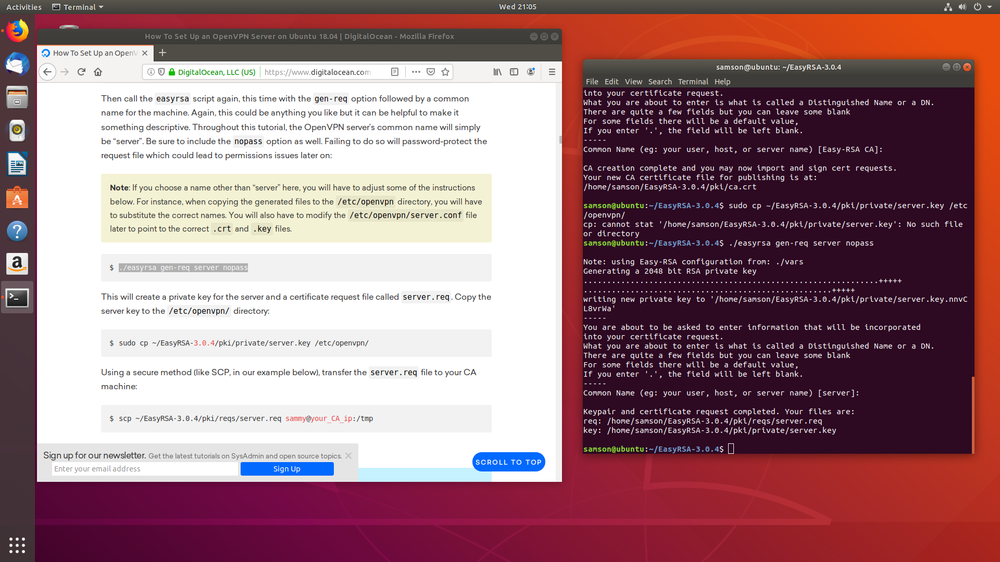 Activities
Terminal
Wed 21:05
How To Set Up an OpenVPN Server on Ubuntu 18.04 | DigitalOcean - Mozilla Firefox
How To Set Up an OpenV
DigitalOcean, LLC (US)
https://www.digitalocean.com
Then call the easyrsa script again, this time with the gen-req option followed by a common
name for the machine. Again, this could be anything you like but it can be helpful to make it
something descriptive. Throughout this tutorial, the OpenVPN server’s common name will simply
be “server”. Be sure to include the nopass option as well. Failing to do so will password-protect the
request file which could lead to permissions issues later on:
Note: If you choose a name other than “server” here, you will have to adjust some of the instructions
below. For instance, when copying the generated files to the /etc/openvpn directory, you will have
to substitute the correct names. You will also have to modify the /etc/openvpn/server.conf file
later to point to the correct .crt and .key files.
$ ./easyrsa gen-req server nopass
This will create a private key for the server and a certificate request file called server.req. Copy the
server key to the /etc/openvpn/ directory:
$ sudo cp ~/EasyRSA-3.0.4/pki/private/server.key /etc/openvpn/
Using a secure method (like SCP, in our example below), transfer the server.req file to your CA
machine:
$ scp ~/EasyRSA-3.0.4/pki/reqs/server.req sammy@your_CA_ip:/tmp
Sign up for our newsletter. Get the latest tutorials on SysAdmin and open source topics.
Enter your email address
Sign Up
SCROLL TO TOP
samson@ubuntu: ~/EasyRSA-3.0.4
File Edit View Search Terminal Help
into your certificate request.
What you are about to enter is what is called a Distinguished Name or a DN.
There are quite a few fields but you can leave some blank
For some fields there will be a default value,
If you enter '.', the field will be left blank.
-----
Common Name (eg: your user, host, or server name) [Easy-RSA CA]:
CA creation complete and you may now import and sign cert requests.
Your new CA certificate file for publishing is at:
/home/samson/EasyRSA-3.0.4/pki/ca.crt
samson@ubuntu:~/EasyRSA-3.0.4$ sudo cp ~/EasyRSA-3.0.4/pki/private/server.key /etc
/openvpn/
cp: cannot stat '/home/samson/EasyRSA-3.0.4/pki/private/server.key': No such file
or directory
samson@ubuntu:~/EasyRSA-3.0.4$ ./easyrsa gen-req server nopass
Note: using Easy-RSA configuration from: ./vars
Generating a 2048 bit RSA private key
...............................................................+++++
.....................................................+++++
writing new private key to '/home/samson/EasyRSA-3.0.4/pki/private/server.key.nnvC
L8vrWa'
-----
You are about to be asked to enter information that will be incorporated
into your certificate request.
What you are about to enter is what is called a Distinguished Name or a DN.
There are quite a few fields but you can leave some blank
For some fields there will be a default value,
If you enter '.', the field will be left blank.
-----
Common Name (eg: your user, host, or server name) [server]:
Keypair and certificate request completed. Your files are:
req: /home/samson/EasyRSA-3.0.4/pki/reqs/server.req
key: /home/samson/EasyRSA-3.0.4/pki/private/server.key
samson@ubuntu:~/EasyRSA-3.0.4$